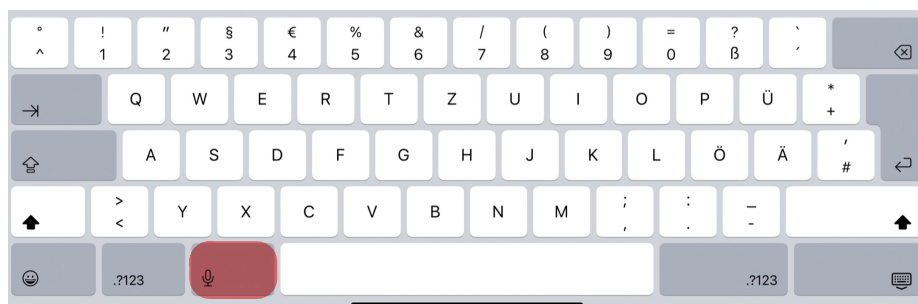 ° ! " § € % & / ( ) = ? `
^ 1 2 3 4 5 6 7 8 9 0 ß ´
Q W E R T Z U I O P Ü * +
A S D F G H J K L Ö Ä ' #
> < Y X C V B N M ; , : . _ -
.?123 .?123